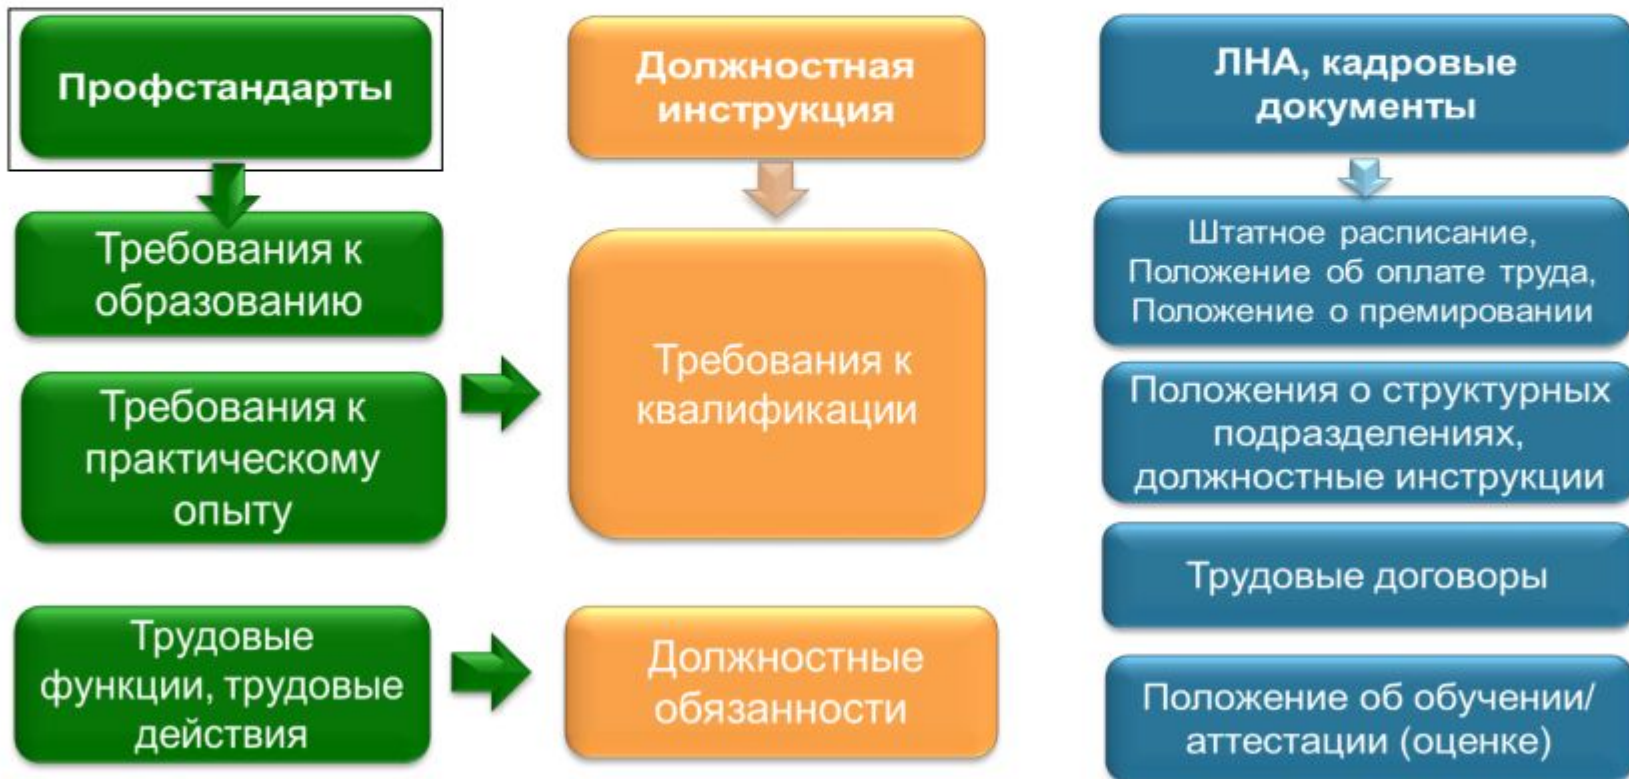 Профстандарты
Требования к
образованию
Требования к
практическому
опыту
Трудовые
функции, трудовые
действия
Должностная
инструкция
Требования к
квалификации
Должностные
обязанности
ЛНА, кадровые
документы
Штатное расписание,
Положение об оплате труда,
Положение о премировании
Положения о структурных
подразделениях,
должностные инструкции
Трудовые договоры
Положение об обучении/
аттестации (оценке)